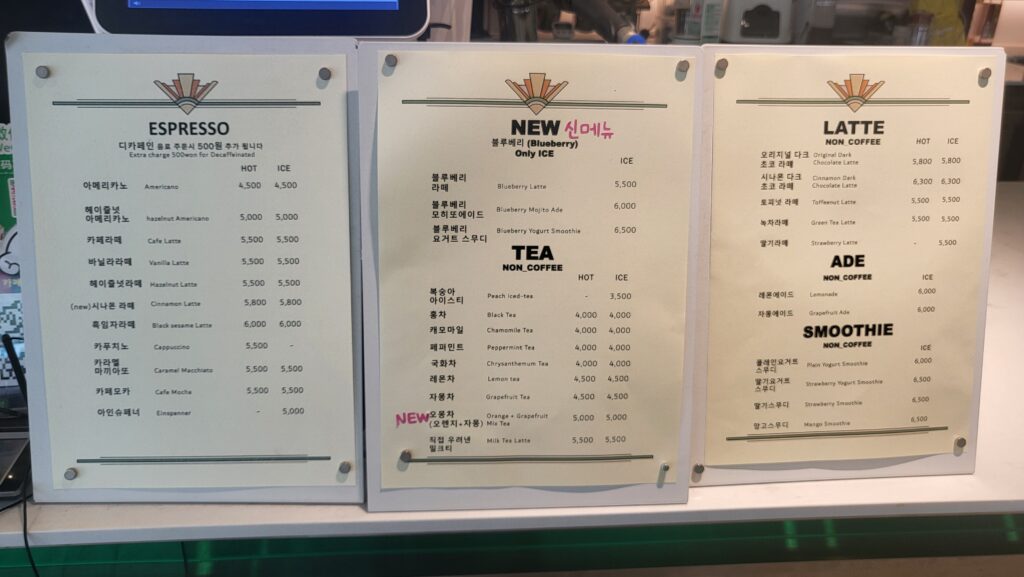 ESPRESSO
디카페인 음료 주문시 500원 추가 됩니다
Extra charge 500won for Decaffeinated
HOT ICE
아메리카노 Americano 4,500 4,500
헤이즐넛
아메리카노 hazelnut Americano 5,000 5,000
카페라떼 Cafe Latte 5,500 5,500
바닐라라떼 Vanilla Latte 5,500 5,500
헤이즐넛라떼 Hazelnut Latte 5,500 5,500
(new)시나몬 라떼 Cinnamon Latte 5,800 5,800
흑임자라떼 Black sesame Latte 6,000 6,000
카푸치노 Cappuccino 5,500 -
카라멜
마끼아또 Caramel Macchiato 5,500 5,500
카페모카 Cafe Mocha 5,500 5,500
아인슈페너 Einspanner - 5,000
NEW 신메뉴
블루베리 (Blueberry)
Only ICE
ICE
블루베리
라떼 Blueberry Latte 5,500
블루베리
모히또에이드 Blueberry Mojito Ade 6,000
블루베리
요거트 스무디 Blueberry Yogurt Smoothie 6,500
TEA
NON_COFFEE
HOT ICE
복숭아
아이스티 Peach iced-tea - 3,500
홍차 Black Tea 4,000 4,000
캐모마일 Chamomile Tea 4,000 4,000
페퍼민트 Peppermint Tea 4,000 4,000
국화차 Chrysanthemum Tea 4,000 4,000
레몬차 Lemon tea 4,500 4,500
자몽차 Grapefruit Tea 4,500 4,500
NEW 오몽차 Orange + Grapefruit
(오렌지+자몽) Mix Tea 5,000 5,000
직접 우려낸
밀크티 Milk Tea Latte 5,500 5,500
LATTE
NON_COFFEE
HOT ICE
오리지널 다크 Original Dark
초코 라떼 Chocolate Latte 5,800 5,800
시나몬 다크 Cinnamon Dark
초코 라떼 Chocolate Latte 6,300 6,300
토피넛 라떼 Toffeenut Latte 5,500 5,500
녹차라떼 Green Tea Latte 5,500 5,500
딸기라떼 Strawberry Latte - 5,500
ADE
NON_COFFEE
ICE
레몬에이드 Lemonade 6,000
자몽에이드 Grapefruit Ade 6,000
SMOOTHIE
NON_COFFEE
ICE
플레인요거트
스무디 Plain Yogurt Smoothie 6,000
딸기요거트
스무디 Strawberry Yogurt Smoothie 6,500
딸기스무디 Strawberry Smoothie 6,500
망고스무디 Mango Smoothie 6,500